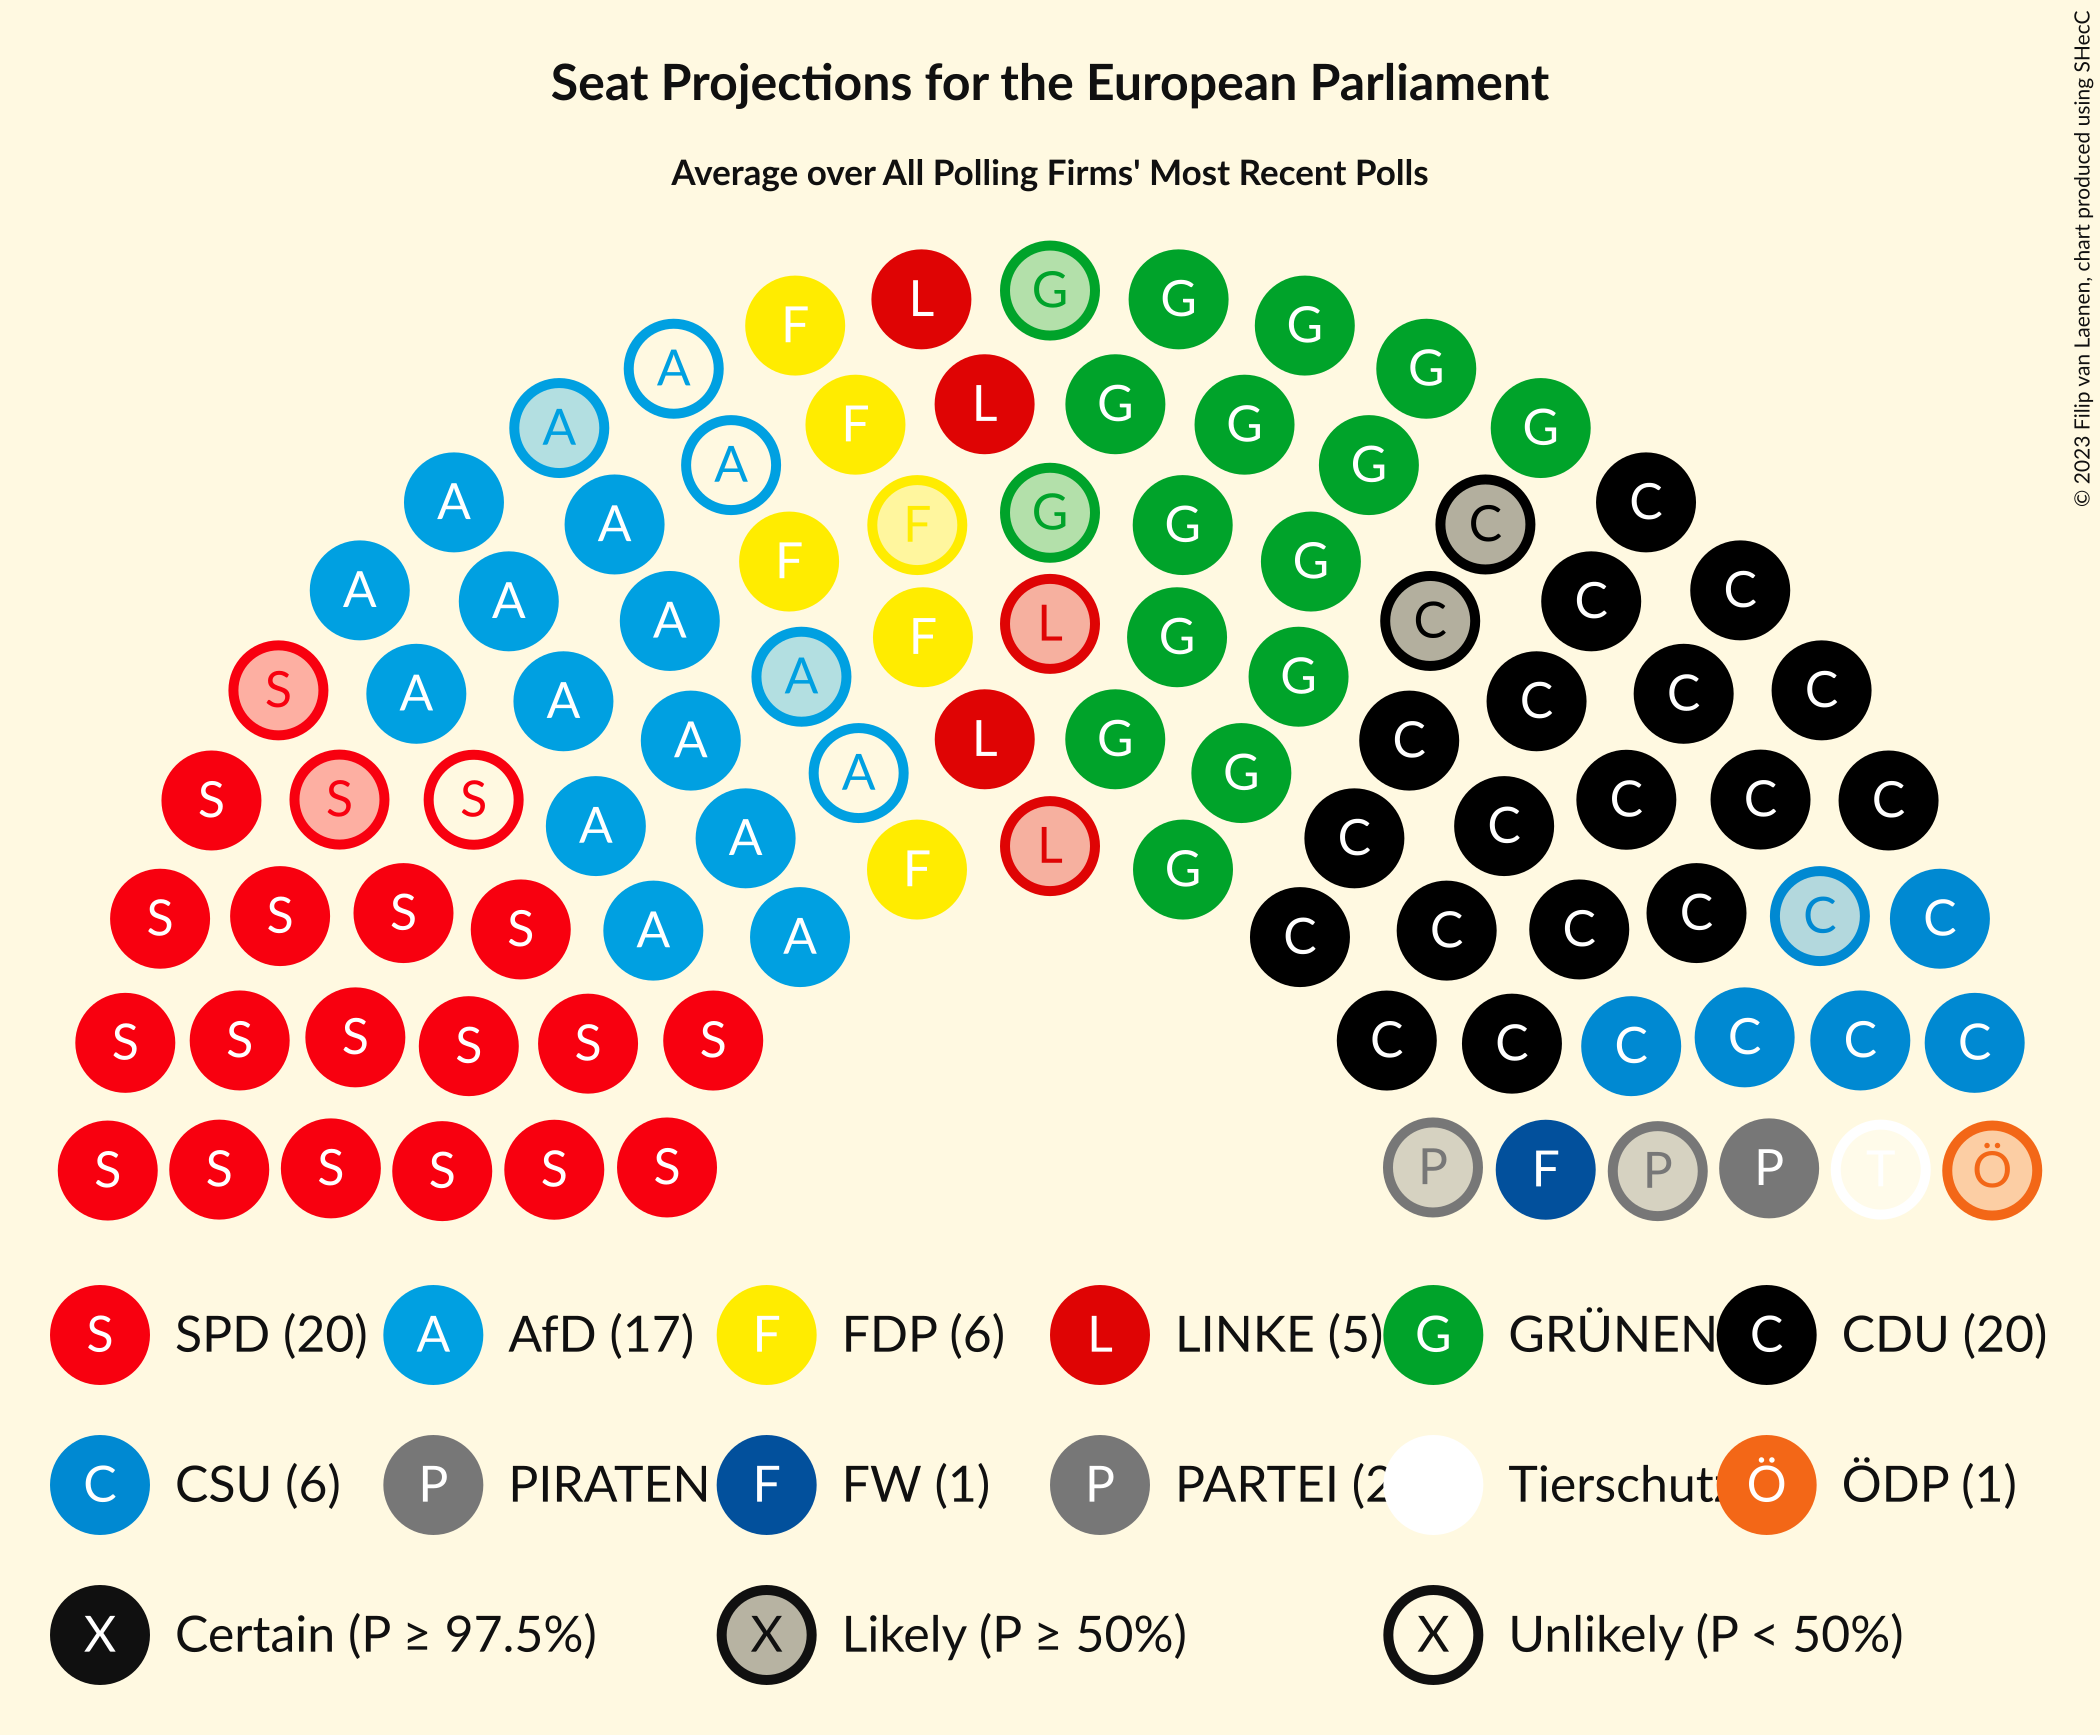 © 2023 Filip van Laenen, chart produced using SHecC
Seat Projections for the European Parliament
Average over All Polling Firms' Most Recent Polls
L G G
F G
A G
L G
A F G G
A G
A G C
A F G C
F G
A A C C
A L C
F G
A G
S A A C C C
A L G C
A G
S S S C C C
A A L C C
F G
S S S S A A C C C C C C
S S S S S S C C C C C C
S S S S S S P F P P T Ö
S SPD (20) A AfD (17) F FDP (6) L LINKE (5) G GRÜNEN C CDU (20)
C CSU (6) P PIRATEN F FW (1) P PARTEI (2 Tierschutz Ö ÖDP (1)
X Certain (P ≥ 97.5%) X Likely (P ≥ 50%) X Unlikely (P < 50%)